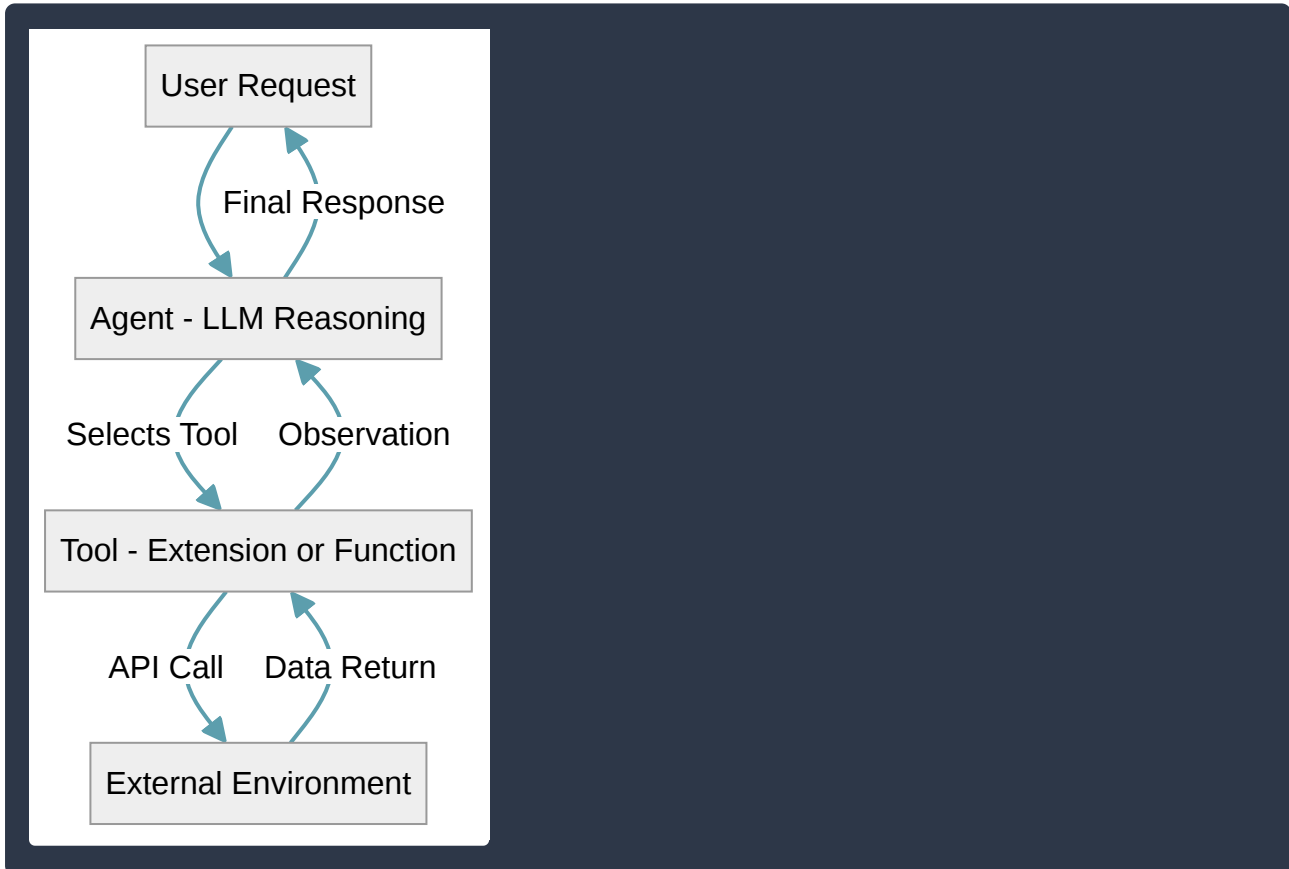 User Request
Final Response
Agent - LLM Reasoning
Selects Tool
Observation
Tool - Extension or Function
API Call
Data Return
External Environment